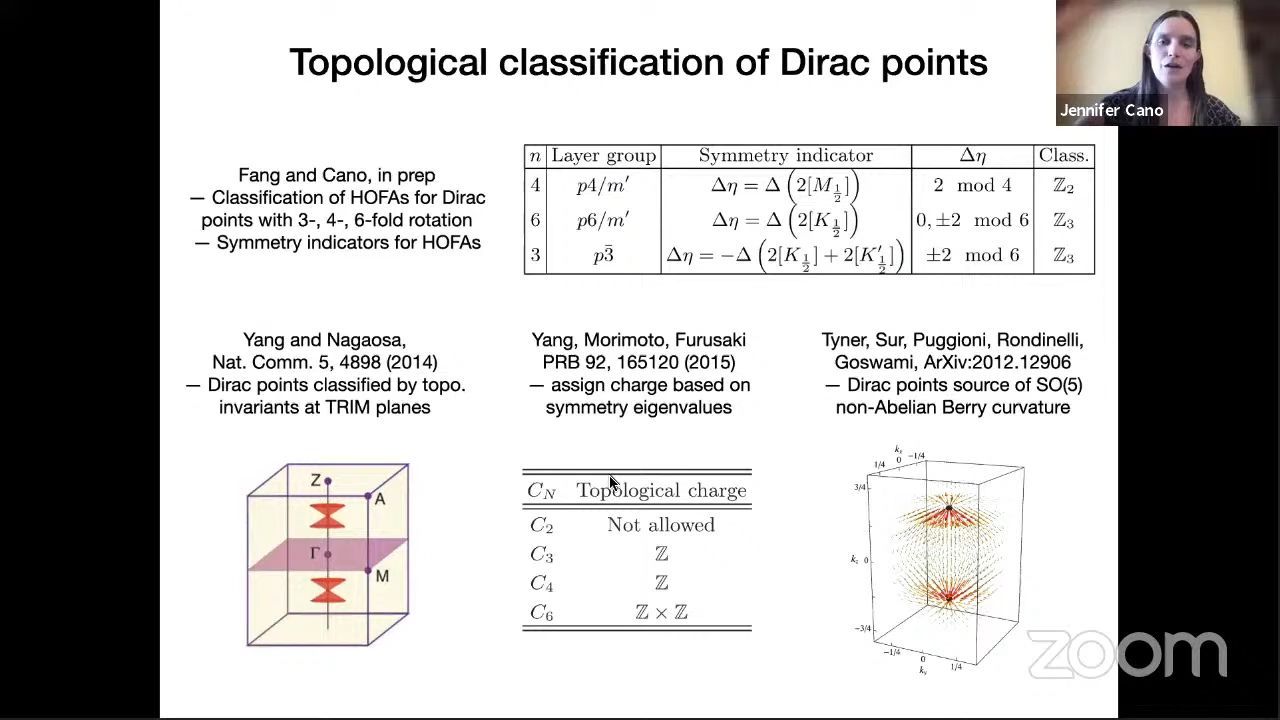 Topological classification of Dirac points
Jennifer Cano
Fang and Cano, in prep
— Classification of HOFAs for Dirac
points with 3-, 4-, 6-fold rotation
— Symmetry indicators for HOFAs
n Layer group Symmetry indicator Δη Class.
4 p4/m′ Δη = Δ(2[M_{1/2}]) 2 mod 4 ℤ₂
6 p6/m′ Δη = Δ(2[K_{1/2}]) 0, ±2 mod 6 ℤ₃
3 p3̄ Δη = −Δ(2[K_{1/2}] + 2[K′_{1/2}]) ±2 mod 6 ℤ₃
Yang and Nagaosa,
Nat. Comm. 5, 4898 (2014)
— Dirac points classified by topo.
invariants at TRIM planes
Z
A
Γ
M
Yang, Morimoto, Furusaki
PRB 92, 165120 (2015)
— assign charge based on
symmetry eigenvalues
C_N Topological charge
C₂ Not allowed
C₃ ℤ
C₄ ℤ
C₆ ℤ × ℤ
Tyner, Sur, Puggioni, Rondinelli,
Goswami, ArXiv:2012.12906
— Dirac points source of SO(5)
non-Abelian Berry curvature
1/4 0 −1/4
3/4
k_z 0
−3/4
−1/4 0 1/4
zoom